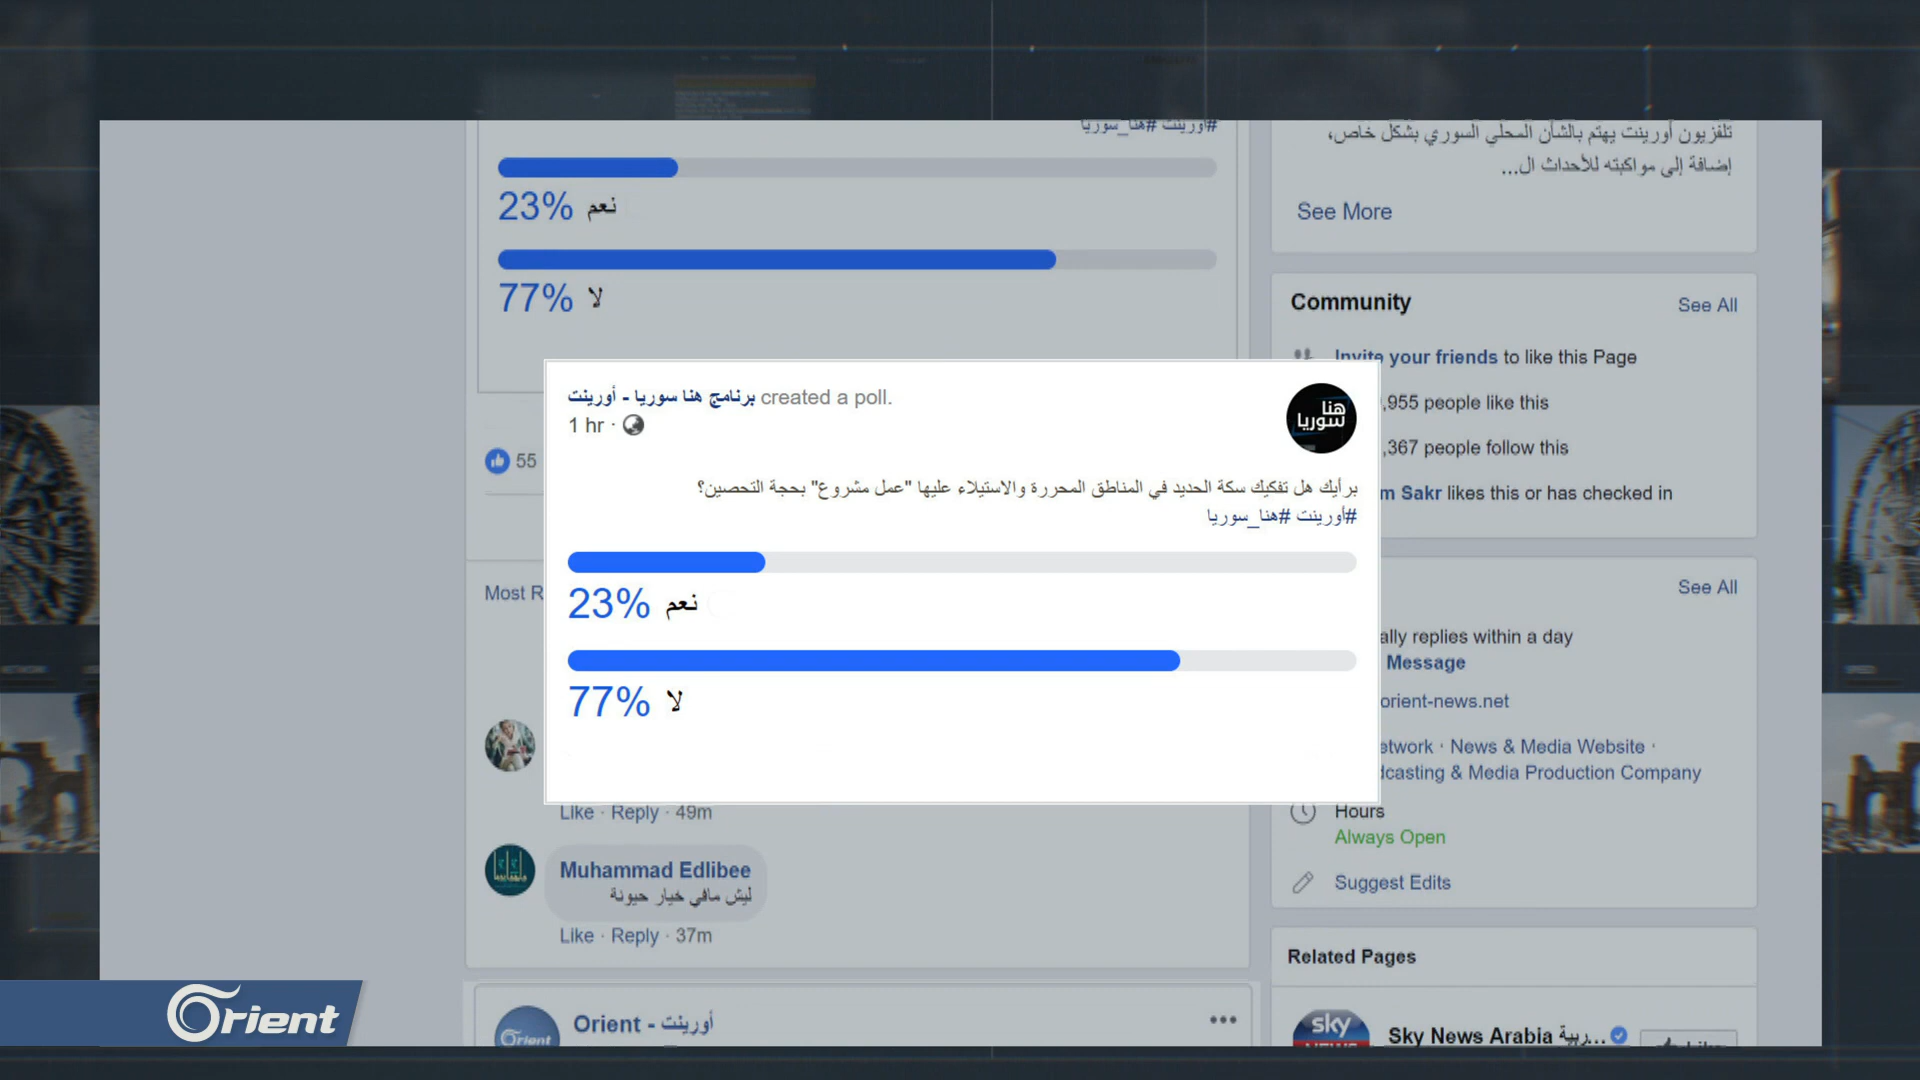 #أورينت #هنا_سوريا
23% نعم
77% لا
55
برنامج هنا سوريا - أورينت created a poll.
1 hr ·
هنا
سوريا
برأيك هل تفكيك سكة الحديد في المناطق المحررة والاستيلاء عليها "عمل مشروع" بحجة التحصين؟
#أورينت #هنا_سوريا
23% نعم
77% لا
Most R
Like · Reply · 49m
Muhammad Edlibee
ليش مافي خيار حيونة
Like · Reply · 37m
Orient
Orient - أورينت
تلفزيون أورينت يهتم بالشأن المحلي السوري بشكل خاص،
إضافة إلى مواكبته للأحداث ال...
See More
Community
See All
Invite your friends to like this Page
,955 people like this
,367 people follow this
m Sakr likes this or has checked in
See All
ally replies within a day
Message
orient-news.net
etwork · News & Media Website ·
dcasting & Media Production Company
Hours
Always Open
Suggest Edits
Related Pages
sky
NEWS
Sky News Arabia
Orient